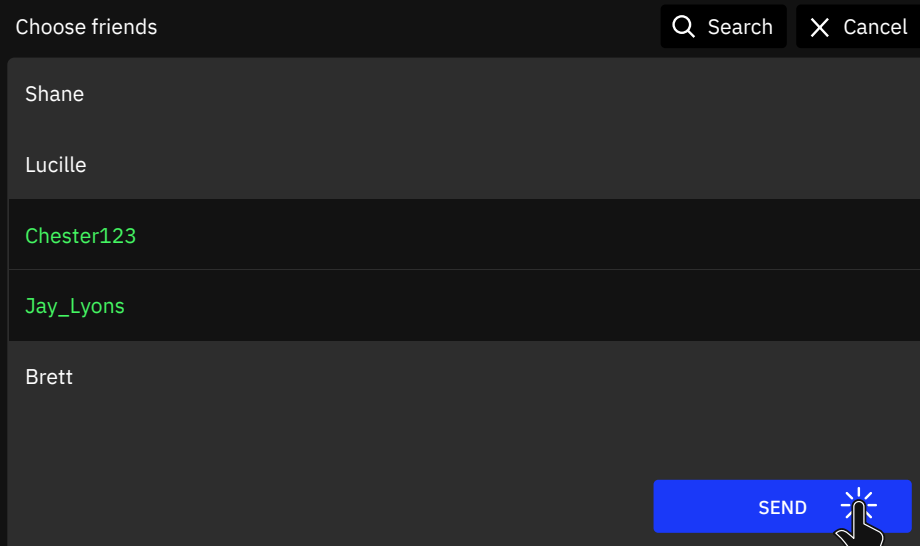 Choose friends
Search
Cancel
Shane
Lucille
Chester123
Jay_Lyons
Brett
SEND